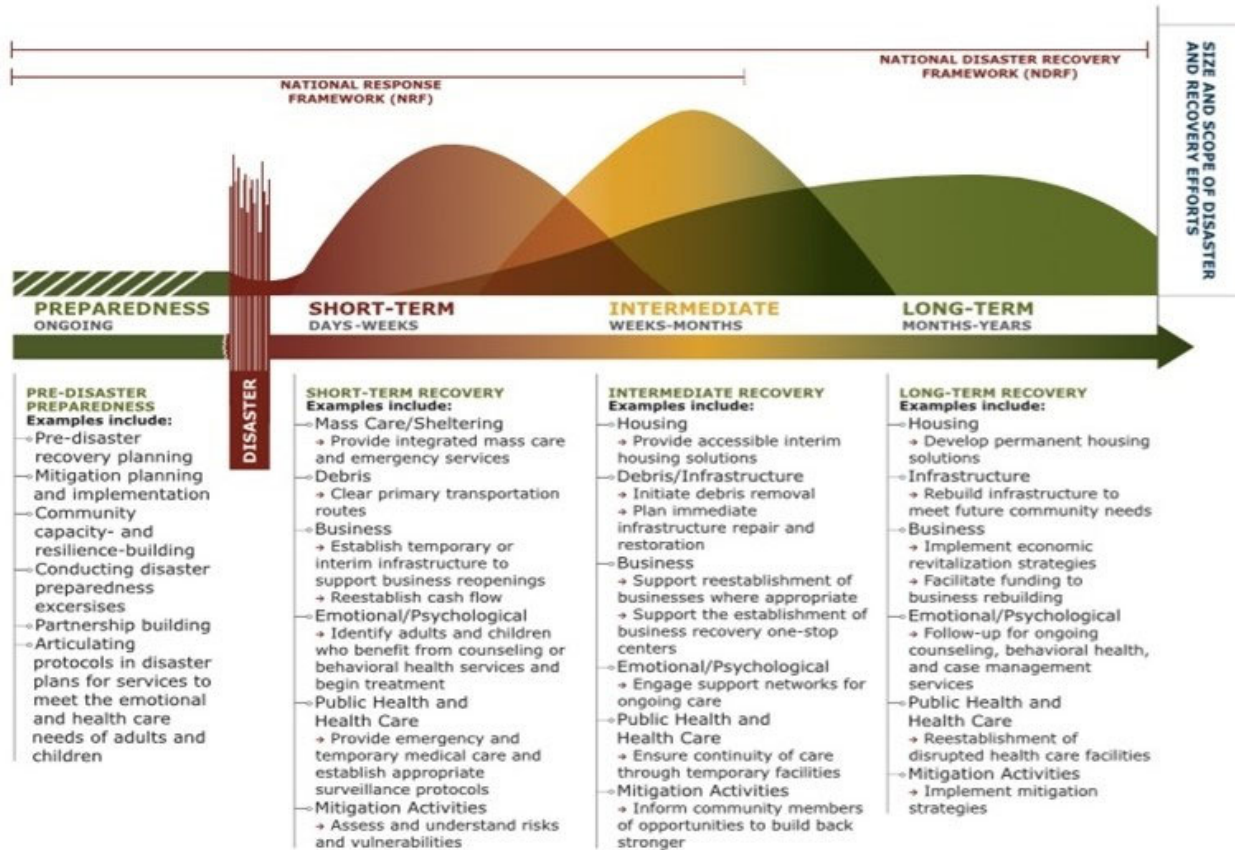 NATIONAL DISASTER RECOVERY
FRAMEWORK (NDRF)
NATIONAL RESPONSE
FRAMEWORK (NRF)
SIZE AND SCOPE OF DISASTER
AND RECOVERY EFFORTS
PREPAREDNESS
ONGOING
SHORT-TERM
DAYS-WEEKS
INTERMEDIATE
WEEKS-MONTHS
LONG-TERM
MONTHS-YEARS
DISASTER
PRE-DISASTER
PREPAREDNESS
Examples include:
Pre-disaster
recovery planning
Mitigation planning
and implementation
Community
capacity- and
resilience-building
Conducting disaster
preparedness
excersises
Partnership building
Articulating
protocols in disaster
plans for services to
meet the emotional
and health care
needs of adults and
children
SHORT-TERM RECOVERY
Examples include:
Mass Care/Sheltering
→ Provide integrated mass care
and emergency services
Debris
→ Clear primary transportation
routes
Business
→ Establish temporary or
interim infrastructure to
support business reopenings
→ Reestablish cash flow
Emotional/Psychological
→ Identify adults and children
who benefit from counseling or
behavioral health services and
begin treatment
Public Health and
Health Care
→ Provide emergency and
temporary medical care and
establish appropriate
surveillance protocols
Mitigation Activities
→ Assess and understand risks
and vulnerabilities
INTERMEDIATE RECOVERY
Examples include:
Housing
→ Provide accessible interim
housing solutions
Debris/Infrastructure
→ Initiate debris removal
→ Plan immediate
infrastructure repair and
restoration
Business
→ Support reestablishment of
businesses where appropriate
→ Support the establishment of
business recovery one-stop
centers
Emotional/Psychological
→ Engage support networks for
ongoing care
Public Health and
Health Care
→ Ensure continuity of care
through temporary facilities
Mitigation Activities
→ Inform community members
of opportunities to build back
stronger
LONG-TERM RECOVERY
Examples include:
Housing
→ Develop permanent housing
solutions
Infrastructure
→ Rebuild infrastructure to
meet future community needs
Business
→ Implement economic
revitalization strategies
→ Facilitate funding to
business rebuilding
Emotional/Psychological
→ Follow-up for ongoing
counseling, behavioral health,
and case management
services
Public Health and
Health Care
→ Reestablishment of
disrupted health care facilities
Mitigation Activities
→ Implement mitigation
strategies